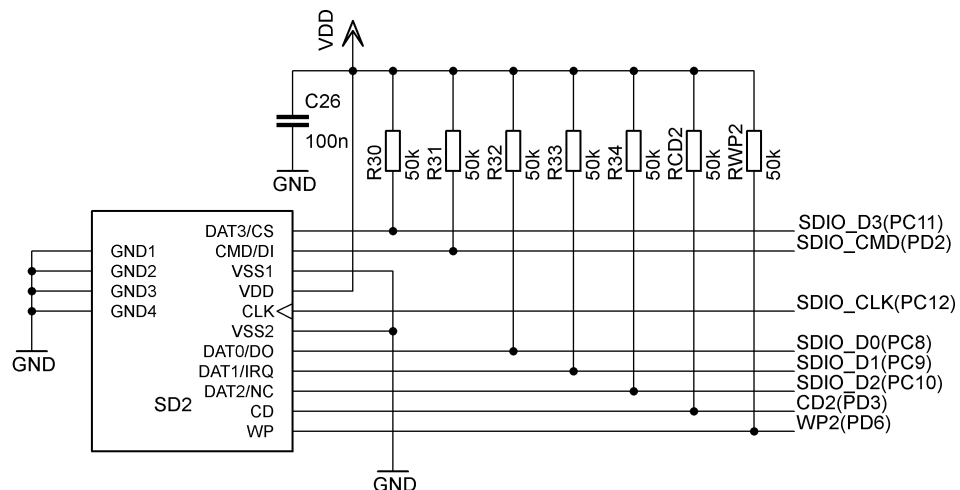 VDD
C26
100n
GND
R30 50k
R31 50k
R32 50k
R33 50k
R34 50k
RCD2 50k
RWP2 50k
DAT3/CS SDIO_D3(PC11)
GND1 CMD/DI SDIO_CMD(PD2)
GND2 VSS1
GND3 VDD
GND4 CLK SDIO_CLK(PC12)
VSS2
GND
DAT0/DO SDIO_D0(PC8)
DAT1/IRQ SDIO_D1(PC9)
DAT2/NC SDIO_D2(PC10)
SD2
CD CD2(PD3)
WP WP2(PD6)
GND